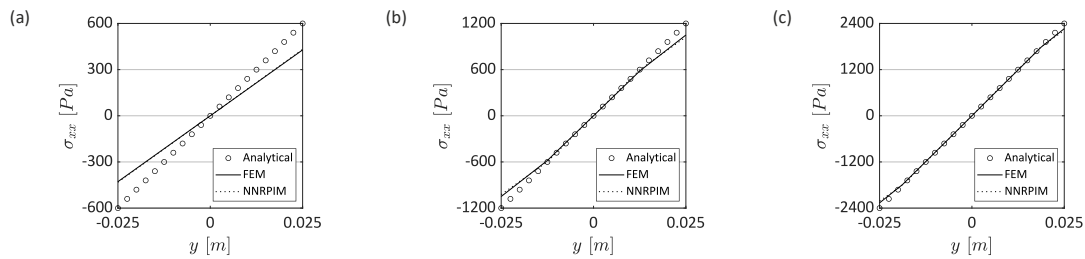 (a)
600
300
0
-300
-600
σxx [Pa]
-0.025
0
0.025
y [m]
Analytical
FEM
NNRPIM
(b)
1200
600
0
-600
-1200
σxx [Pa]
-0.025
0
0.025
y [m]
Analytical
FEM
NNRPIM
(c)
2400
1200
0
-1200
-2400
σxx [Pa]
-0.025
0
0.025
y [m]
Analytical
FEM
NNRPIM